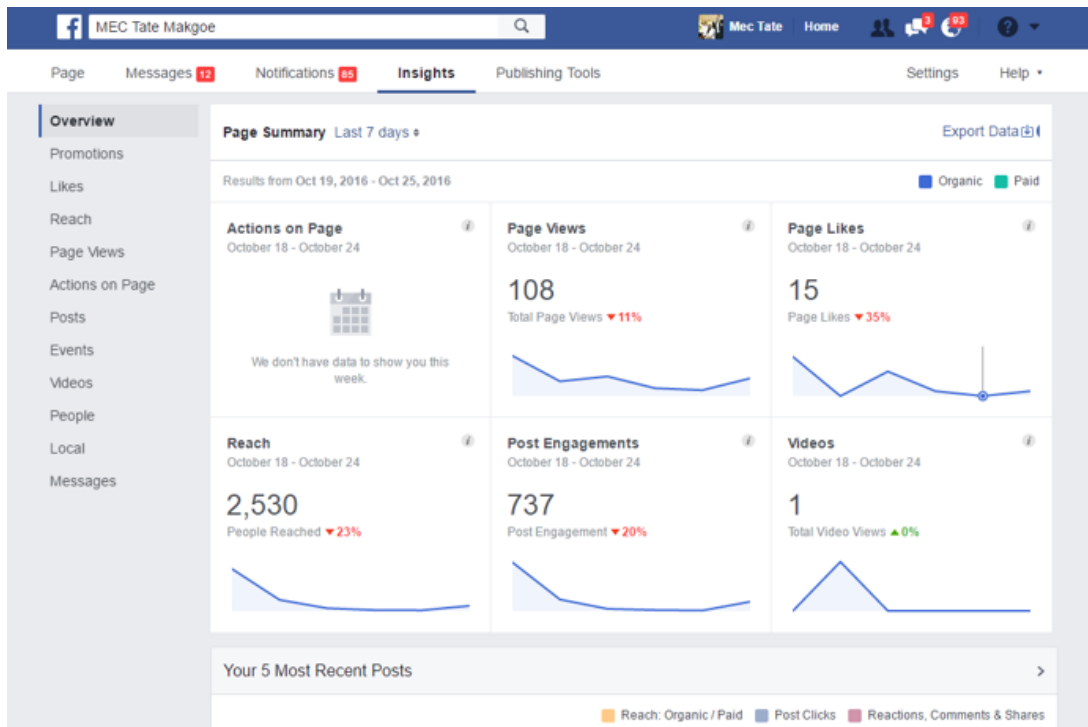 f MEC Tate Makgoe Mec Tate Home 3 93 ?
Page Messages 12 Notifications 85 Insights Publishing Tools Settings Help
Overview
Promotions
Likes
Reach
Page Views
Actions on Page
Posts
Events
Videos
People
Local
Messages
Page Summary Last 7 days
Export Data
Results from Oct 19, 2016 - Oct 25, 2016
Organic Paid
Actions on Page i
October 18 - October 24
We don't have data to show you this
week.
Page Views i
October 18 - October 24
108
Total Page Views ▼11%
Page Likes i
October 18 - October 24
15
Page Likes ▼35%
Reach i
October 18 - October 24
2,530
People Reached ▼23%
Post Engagements i
October 18 - October 24
737
Post Engagement ▼20%
Videos i
October 18 - October 24
1
Total Video Views ▲0%
Your 5 Most Recent Posts >
Reach: Organic / Paid Post Clicks Reactions, Comments & Shares